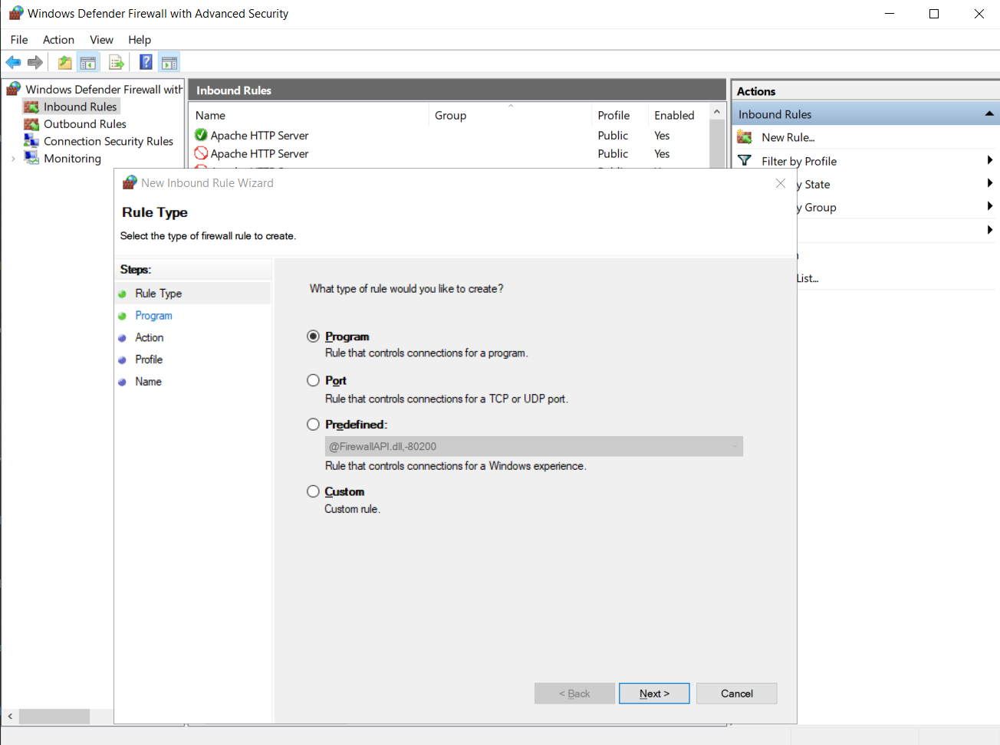 Windows Defender Firewall with Advanced Security
File Action View Help
Windows Defender Firewall with
Inbound Rules
Outbound Rules
Connection Security Rules
Monitoring
Inbound Rules
Name Group Profile Enabled
Apache HTTP Server Public Yes
Apache HTTP Server Public Yes
Actions
Inbound Rules
New Rule...
Filter by Profile
y State
y Group
List...
New Inbound Rule Wizard
Rule Type
Select the type of firewall rule to create.
Steps:
Rule Type
Program
Action
Profile
Name
What type of rule would you like to create?
Program
Rule that controls connections for a program.
Port
Rule that controls connections for a TCP or UDP port.
Predefined:
@FirewallAPI.dll,-80200
Rule that controls connections for a Windows experience.
Custom
Custom rule.
< Back Next > Cancel